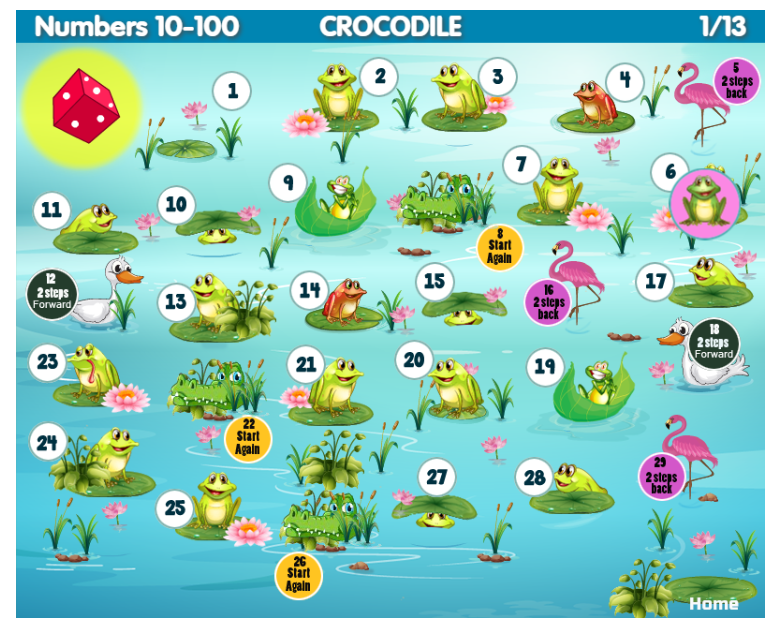 Numbers 10-100 CROCODILE 1/13
1
2
3
4
5
2 steps
back
6
7
8
Start
Again
9
10
11
12
2 steps
Forward
13
14
15
16
2 steps
back
17
18
2 steps
Forward
19
20
21
22
Start
Again
23
24
25
26
Start
Again
27
28
29
2 steps
back
Home